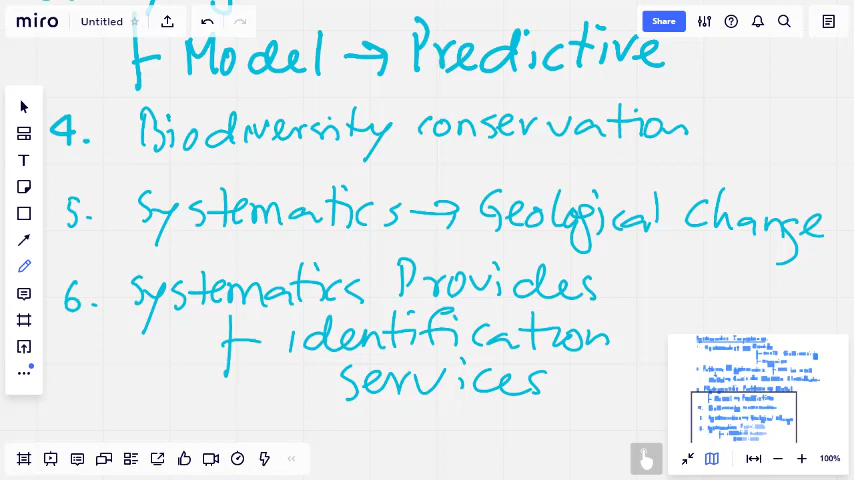 miro Untitled Share
Model → Predictive
4. Biodiversity conservation
5. Systematics → Geological Change
6. Systematics Provides
identification
services
100%